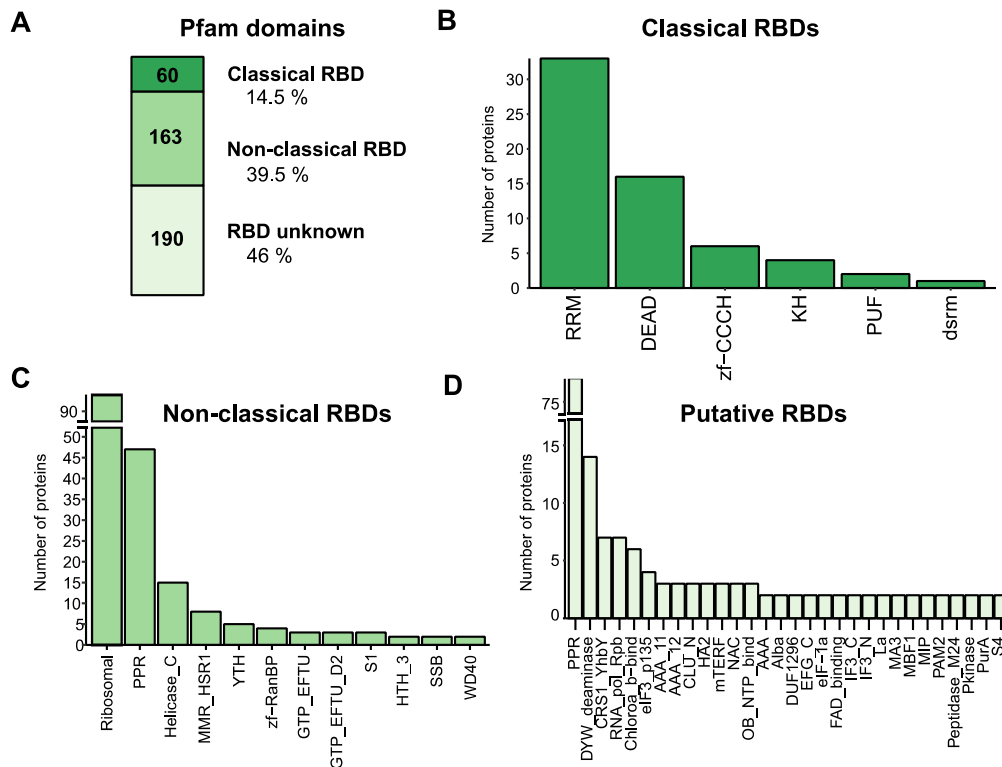 A
Pfam domains
60
Classical RBD
14.5 %
163
Non-classical RBD
39.5 %
190
RBD unknown
46 %
B
Classical RBDs
Number of proteins
30
25
20
15
10
5
0
RRM
DEAD
zf-CCCH
KH
PUF
dsrm
C
Non-classical RBDs
Number of proteins
90
50
45
40
35
30
25
20
15
10
5
0
Ribosomal
PPR
Helicase_C
MMR_HSR1
YTH
zf-RanBP
GTP_EFTU
GTP_EFTU_D2
S1
HTH_3
SSB
WD40
D
Putative RBDs
Number of proteins
75
15
10
5
0
PPR
DYW_deaminase
CRS1_YhbY
RNA_pol_Rpb
Chloroa_b-bind
eIF3_p135
AAA_11
AAA_12
CLU_N
HA2
mTERF
NAC
OB_NTP_bind
AAA
Alba
DUF1296
EFG_C
eIF-1a
FAD_binding
IF3_C
IF3_N
La
MA3
MBF1
MIP
PAM2
Peptidase_M24
Pkinase
PurA
S4